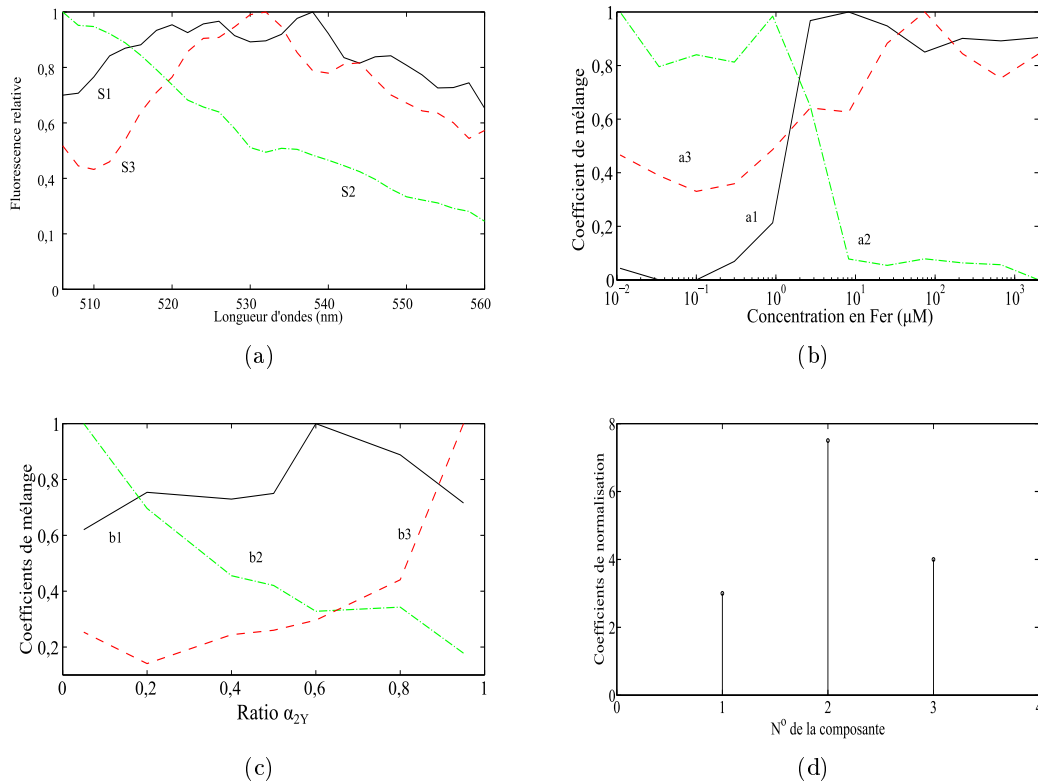 1
0,8
0,6
0,4
0,1
0
Fluorescence relative
S1
S3
S2
510
520
530
540
550
560
Longueur d'ondes (nm)
(a)
1
0,8
0,6
0,4
0,2
0
Coefficient de mélange
a3
a1
a2
10⁻²
10⁻¹
10⁰
10¹
10²
10³
Concentration en Fer (µM)
(b)
1
0,8
0,6
0,4
0,2
Coefficients de mélange
b1
b2
b3
0
0,2
0,4
0,6
0,8
1
Ratio α2Y
(c)
8
6
4
2
0
Coefficients de normalisation
0
1
2
3
4
N° de la composante
(d)